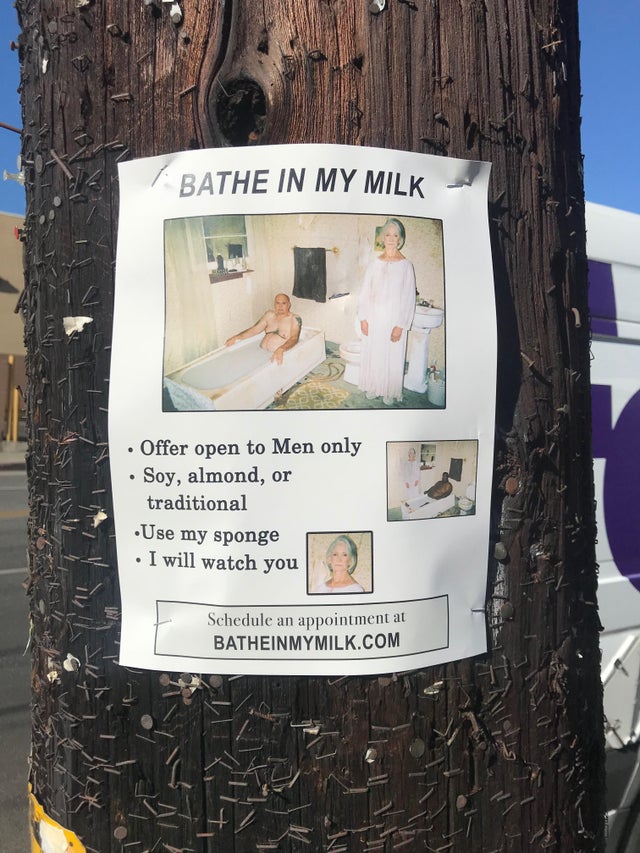 BATHE IN MY MILK
• Offer open to Men only
• Soy, almond, or
traditional
•Use my sponge
• I will watch you
Schedule an appointment at
BATHEINMYMILK.COM